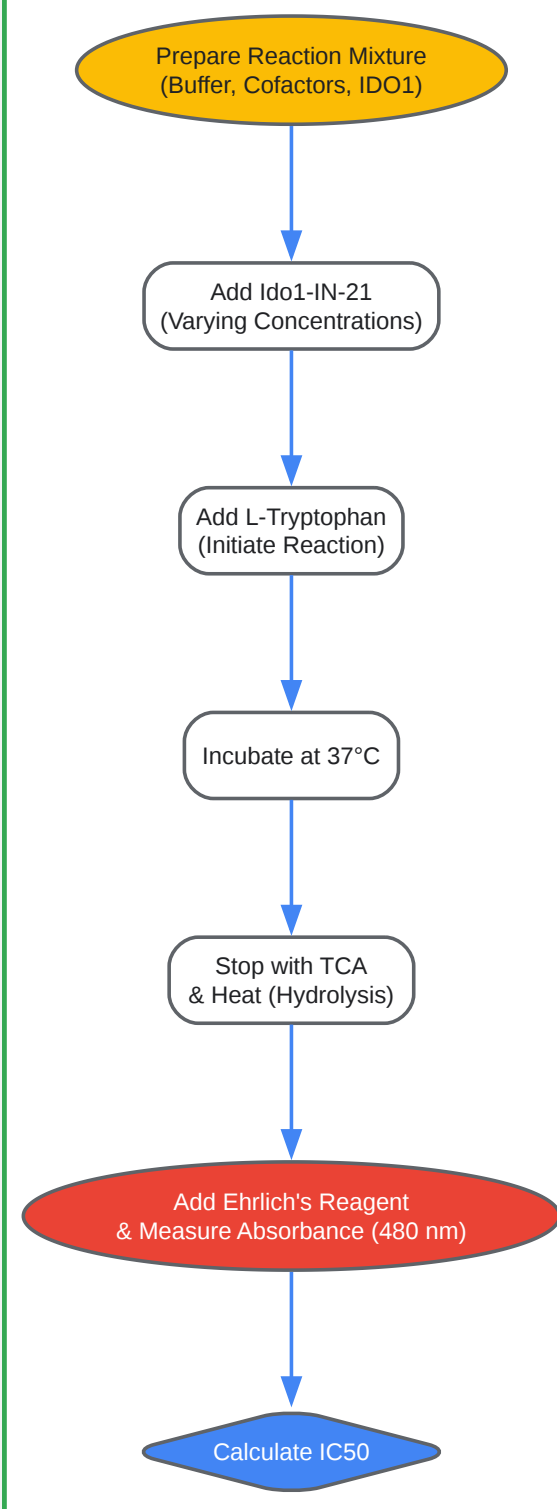 Prepare Reaction Mixture
(Buffer, Cofactors, IDO1)
Add Ido1-IN-21
(Varying Concentrations)
Add L-Tryptophan
(Initiate Reaction)
Incubate at 37°C
Stop with TCA
& Heat (Hydrolysis)
Add Ehrlich's Reagent
& Measure Absorbance (480 nm)
Calculate IC50